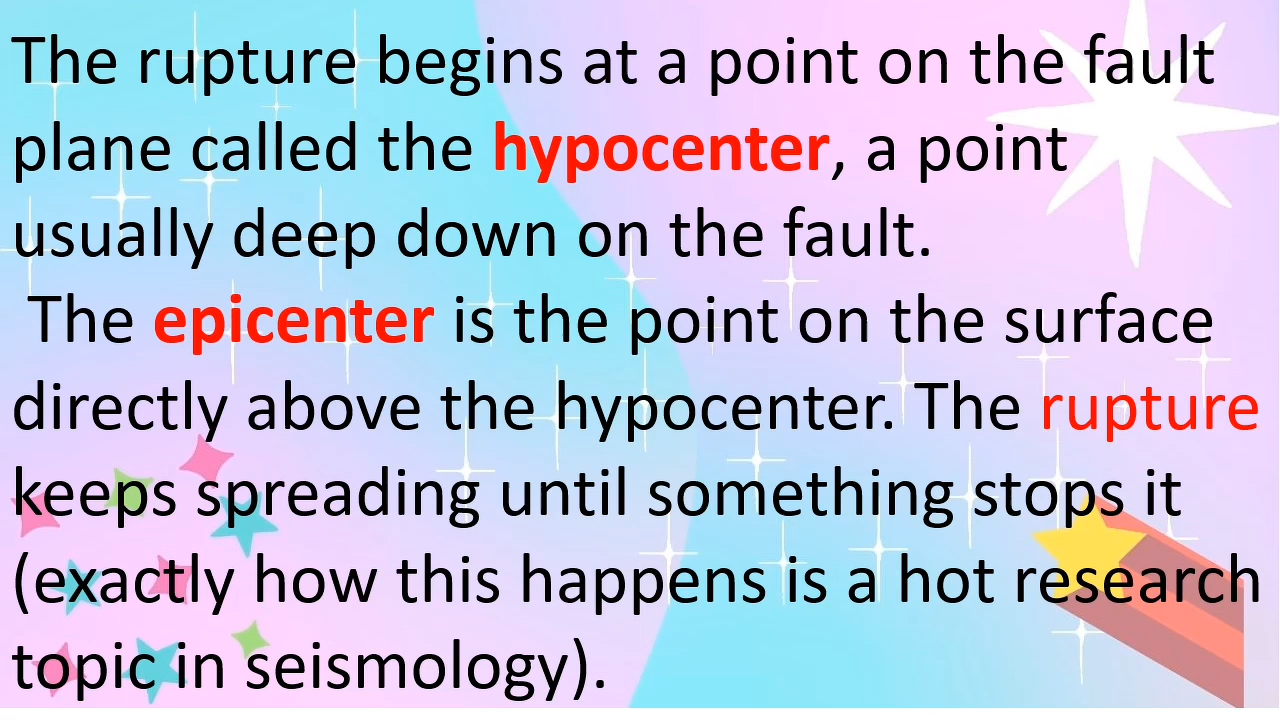 The rupture begins at a point on the fault
plane called the hypocenter, a point
usually deep down on the fault.
The epicenter is the point on the surface
directly above the hypocenter. The rupture
keeps spreading until something stops it
(exactly how this happens is a hot research
topic in seismology).